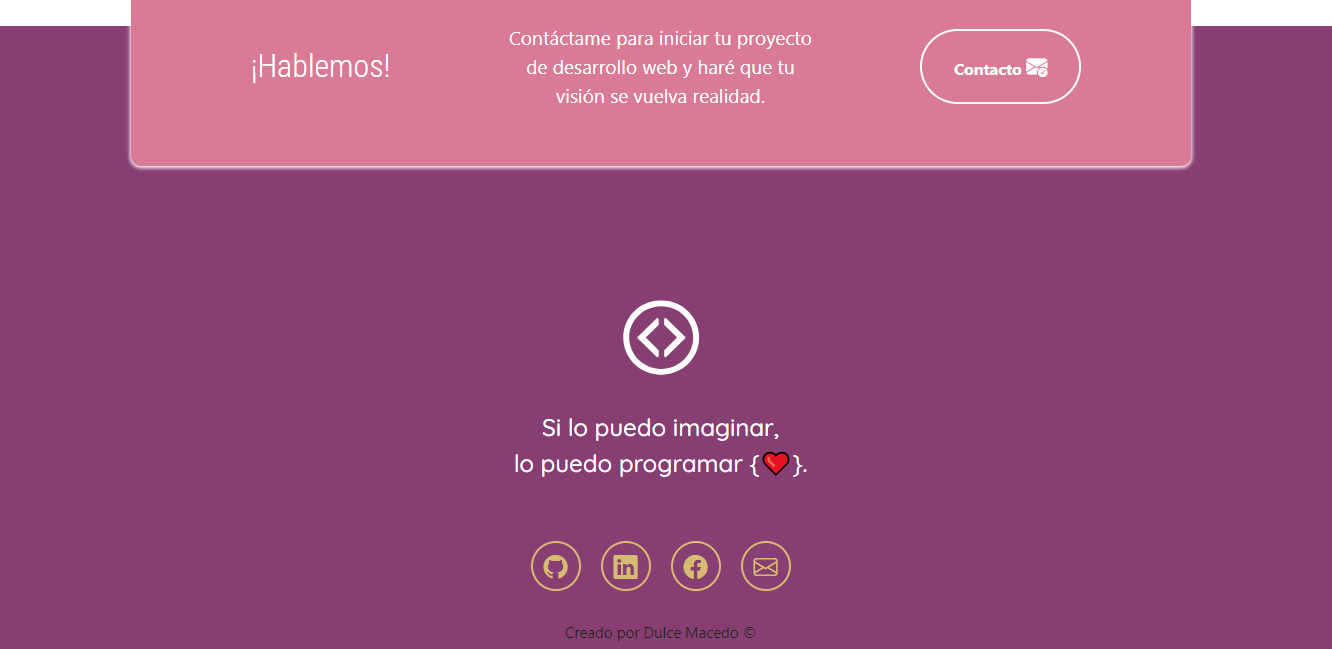 ¡Hablemos!
Contáctame para iniciar tu proyecto
de desarrollo web y haré que tu
visión se vuelva realidad.
Contacto
Si lo puedo imaginar,
lo puedo programar {❤️}.
Creado por Dulce Macedo ©